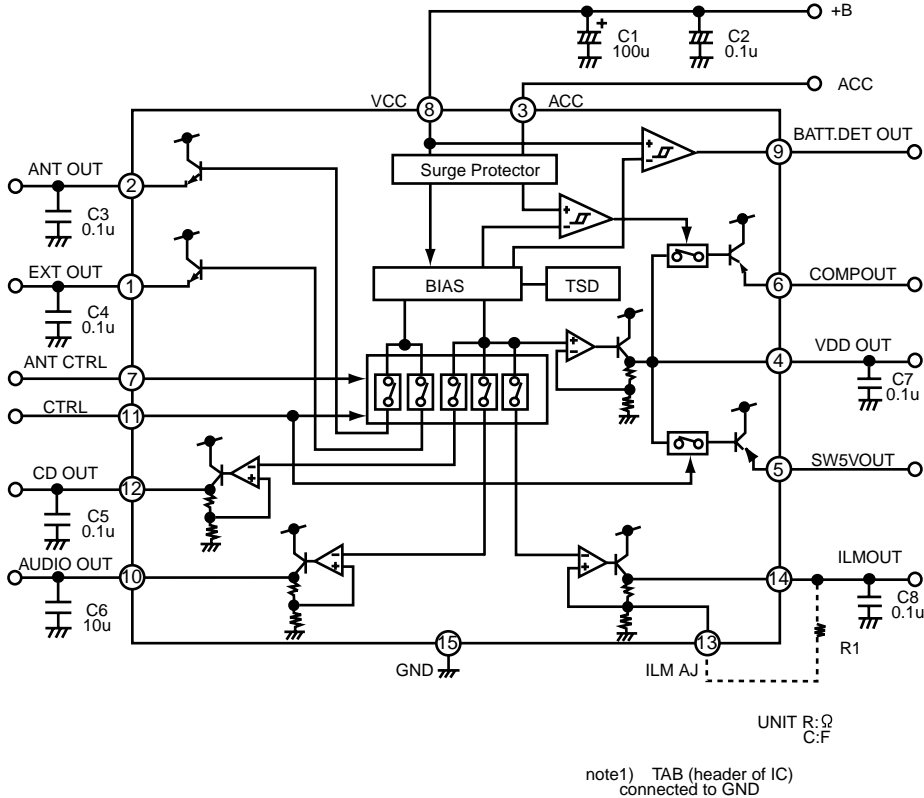 +B
C1
100u
C2
0.1u
ACC
VCC
8
3
ACC
BATT.DET OUT
9
Surge Protector
ANT OUT
2
C3
0.1u
EXT OUT
1
C4
0.1u
BIAS
TSD
6
COMPOUT
ANT CTRL
7
4
VDD OUT
C7
0.1u
CTRL
11
CD OUT
12
C5
0.1u
5
SW5VOUT
AUDIO OUT
10
C6
10u
14
ILMOUT
C8
0.1u
R1
15
GND
13
ILM AJ
UNIT R:Ω
C:F
note1) TAB (header of IC)
connected to GND